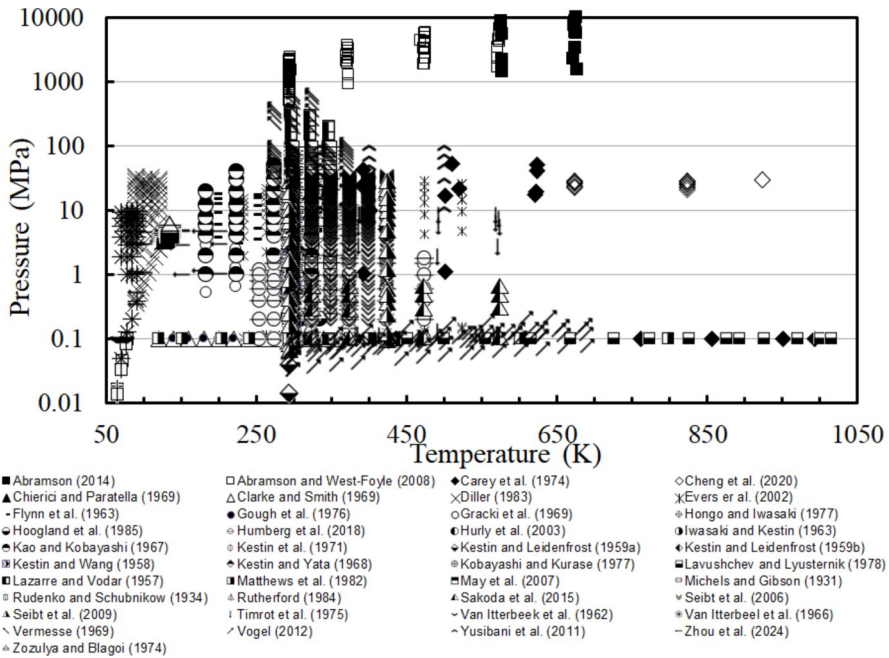 10000
1000
100
10
1
0.1
0.01
Pressure (MPa)
50 250 450 650 850 1050
Temperature (K)
Abramson (2014) Abramson and West-Foyle (2008) Carey et al. (1974) Cheng et al. (2020)
Chierici and Paratella (1969) Clarke and Smith (1969) Diller (1983) Evers er al. (2002)
Flynn et al. (1963) Gough et al. (1976) Gracki et al. (1969) Hongo and Iwasaki (1977)
Hoogland et al. (1985) Humberg et al. (2018) Hurly et al. (2003) Iwasaki and Kestin (1963)
Kao and Kobayashi (1967) Kestin et al. (1971) Kestin and Leidenfrost (1959a) Kestin and Leidenfrost (1959b)
Kestin and Wang (1958) Kestin and Yata (1968) Kobayashi and Kurase (1977) Lavushchev and Lyusternik (1978)
Lazarre and Vodar (1957) Matthews et al. (1982) May et al. (2007) Michels and Gibson (1931)
Rudenko and Schubnikow (1934) Rutherford (1984) Sakoda et al. (2015) Seibt et al. (2006)
Seibt et al. (2009) Timrot et al. (1975) Van Itterbeek et al. (1962) Van Itterbeel et al. (1966)
Vermesse (1969) Vogel (2012) Yusibani et al. (2011) Zhou et al. (2024)
Zozulya and Blagoi (1974)